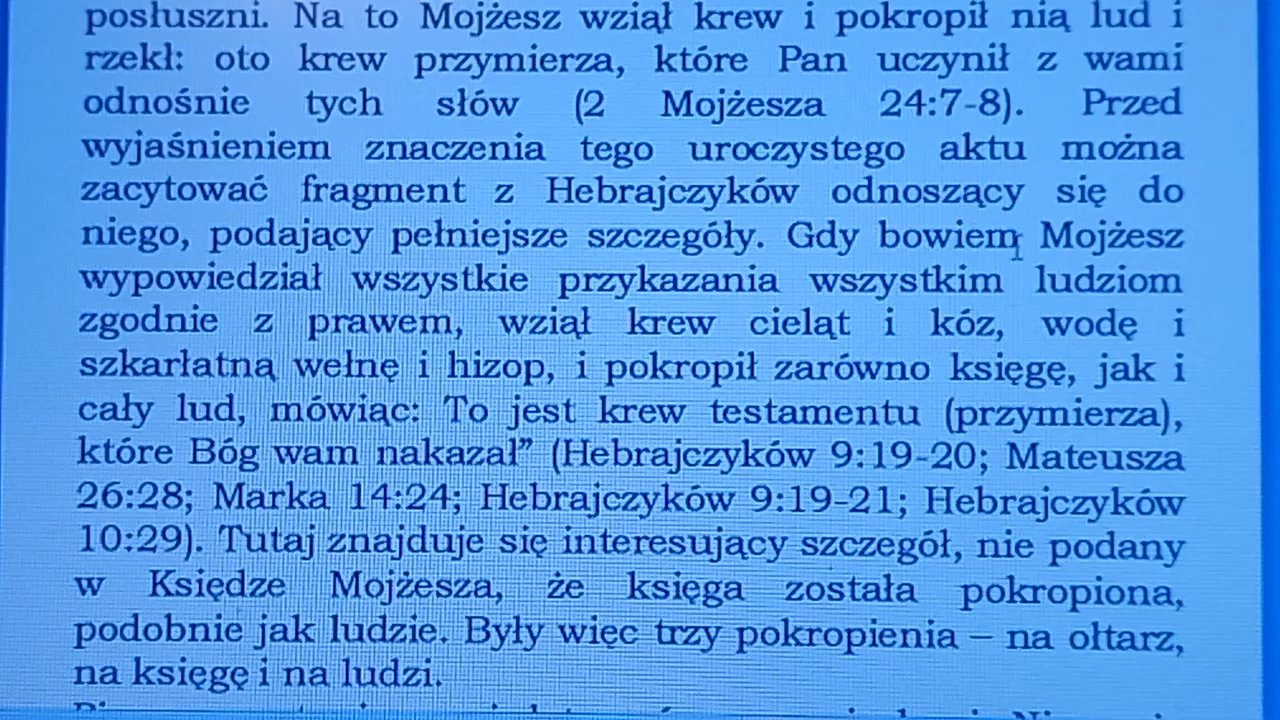 posłuszni. Na to Mojżesz wziął krew i pokropił nią lud i
rzekł: oto krew przymierza, które Pan uczynił z wami
odnośnie tych słów (2 Mojżesza 24:7-8). Przed
wyjaśnieniem znaczenia tego uroczystego aktu można
zacytować fragment z Hebrajczyków odnoszący się do
niego, podający pełniejsze szczegóły. Gdy bowiem Mojżesz
wypowiedział wszystkie przykazania wszystkim ludziom
zgodnie z prawem, wziął krew cieląt i kóz, wodę i
szkarłatną wełnę i hizop, i pokropił zarówno księgę, jak i
cały lud, mówiąc: To jest krew testamentu (przymierza),
które Bóg wam nakazał” (Hebrajczyków 9:19-20; Mateusza
26:28; Marka 14:24; Hebrajczyków 9:19-21; Hebrajczyków
10:29). Tutaj znajduje się interesujący szczegół, nie podany
w Księdze Mojżesza, że księga została pokropiona,
podobnie jak ludzie. Były więc trzy pokropienia – na ołtarz,
na księgę i na ludzi.